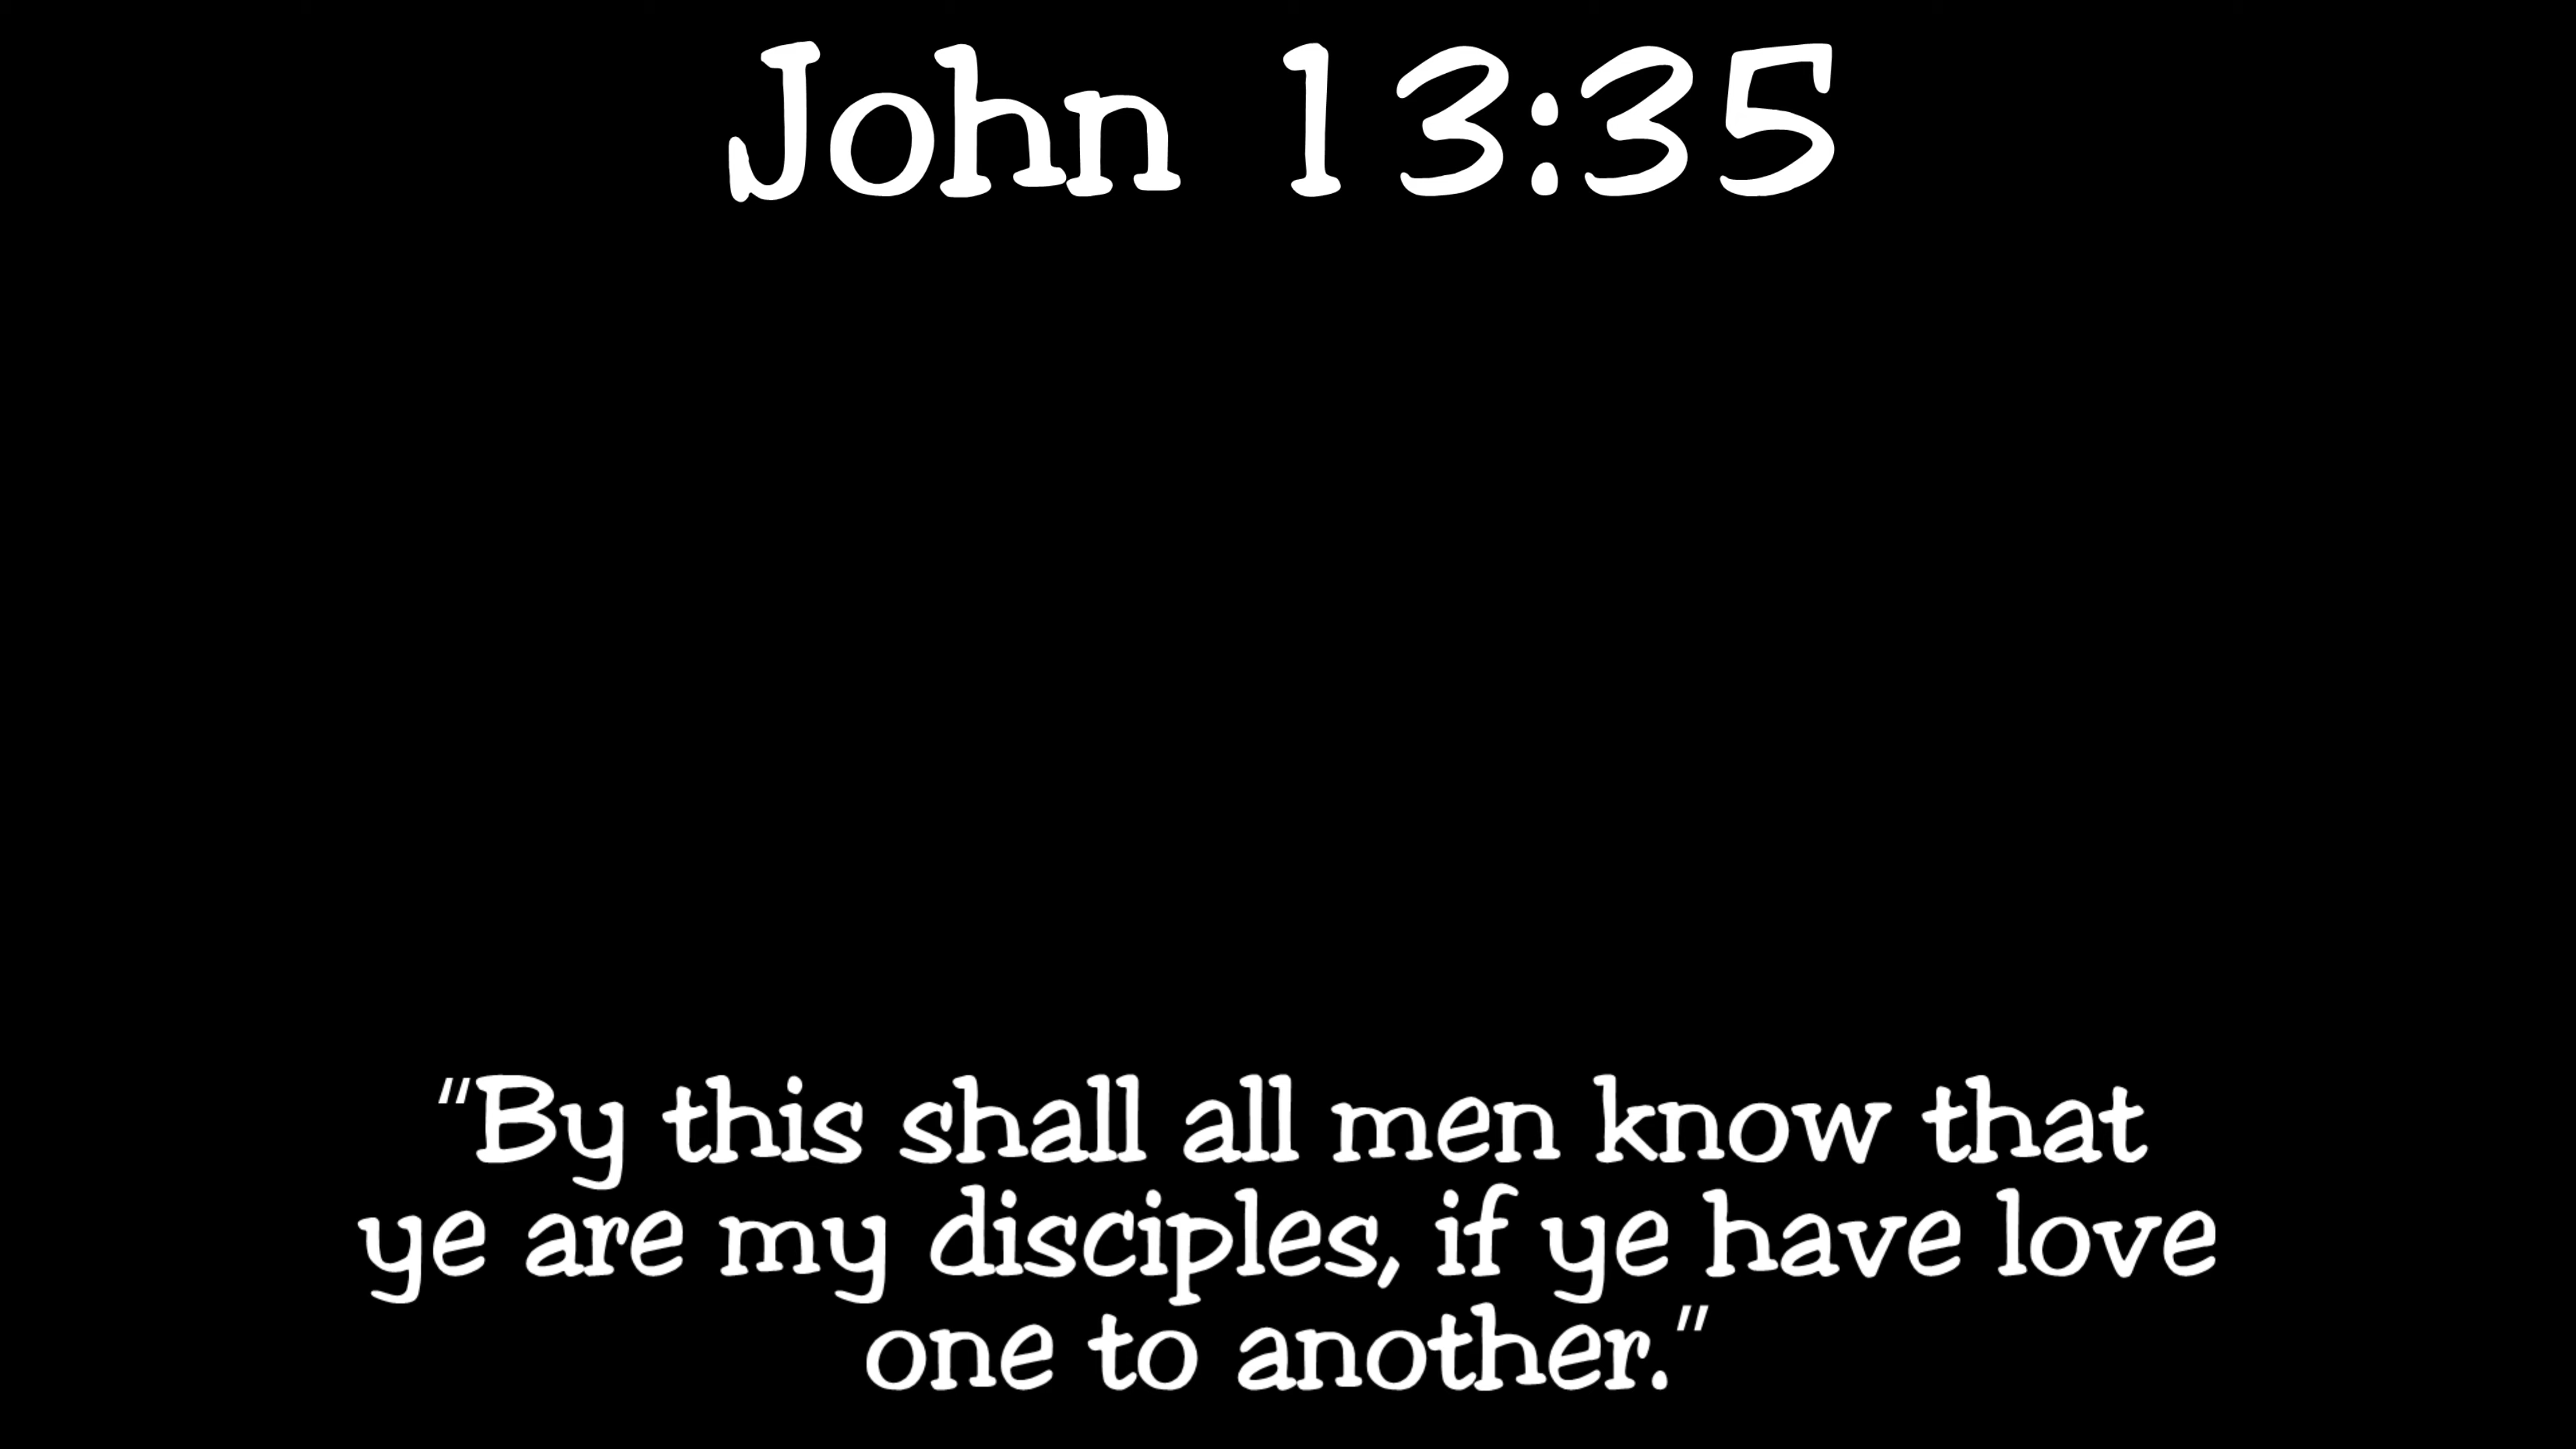 John 13:35
"By this shall all men know that
ye are my disciples, if ye have love
one to another."